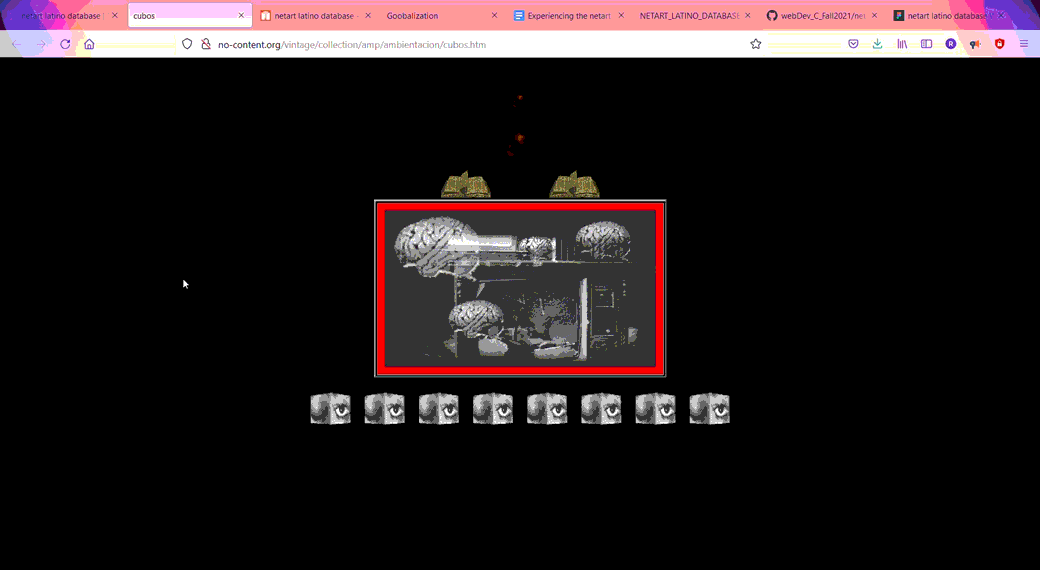 netart latino database
cubos
netart latino database -
Goobalization
Experiencing the netart
NETART_LATINO_DATABASE
webDev_C_Fall2021/net
netart latino database
no-content.org/vintage/collection/amp/ambientacion/cubos.htm
R